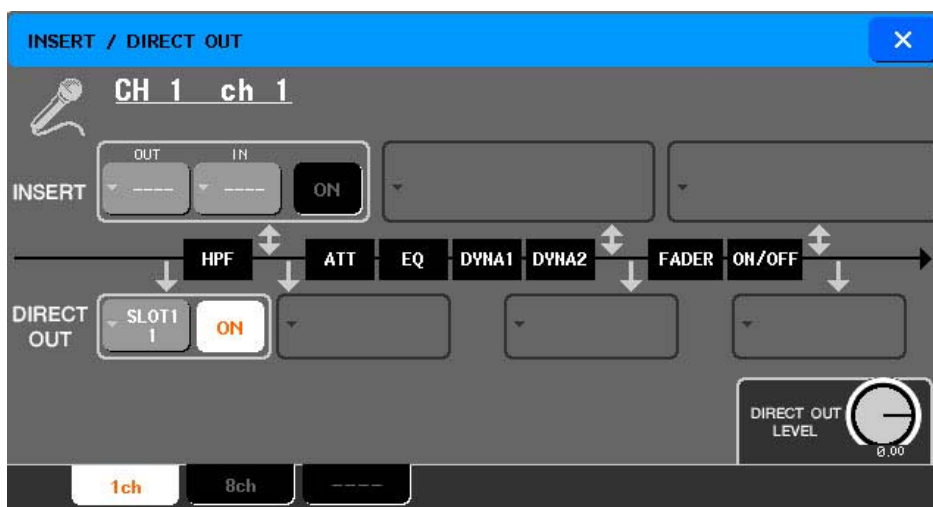 INSERT / DIRECT OUT
CH 1 ch 1
OUT IN
INSERT ---- ---- ON
HPF ATT EQ DYNA1 DYNA2 FADER ON/OFF
DIRECT OUT
SLOT1
1
ON
DIRECT OUT
LEVEL
0.00
1ch 8ch ----